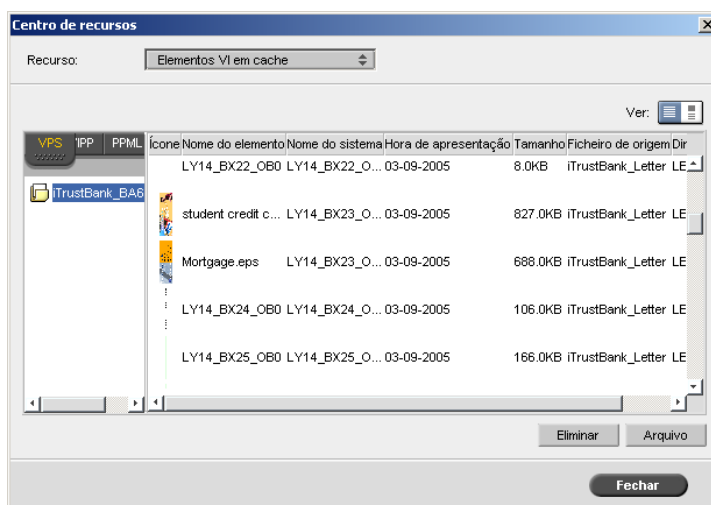 Centro de recursos
Recurso: Elementos VI em cache
Ver:
VPS IPP PPML Ícone Nome do elemento Nome do sistema Hora de apresentação Tamanho Ficheiro de origem Dir
LY14_BX22_OB0 LY14_BX22_O... 03-09-2005 8.0KB iTrustBank_Letter LE
iTrustBank_BA6
student credit c... LY14_BX23_O... 03-09-2005 827.0KB iTrustBank_Letter LE
Mortgage.eps LY14_BX23_O... 03-09-2005 688.0KB iTrustBank_Letter LE
LY14_BX24_OB0 LY14_BX24_O... 03-09-2005 106.0KB iTrustBank_Letter LE
LY14_BX25_OB0 LY14_BX25_O... 03-09-2005 166.0KB iTrustBank_Letter LE
Eliminar Arquivo
Fechar